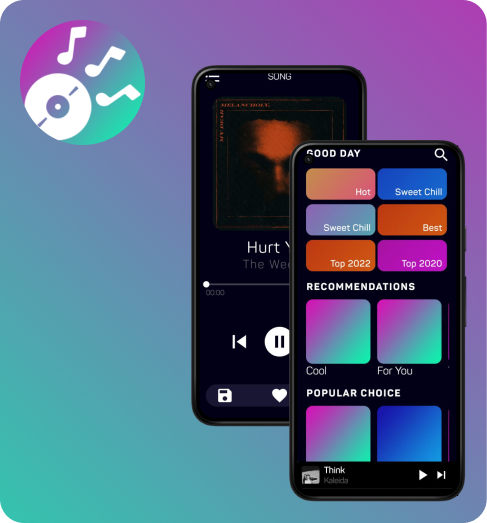 SONG
MY DEAR
MELANCHOLY,
Hurt Y
The Wee
00:00
GOOD DAY
Hot
Sweet Chill
Sweet Chill
Best
Top 2022
Top 2020
RECOMMENDATIONS
Cool
For You
POPULAR CHOICE
Think
Kaleida